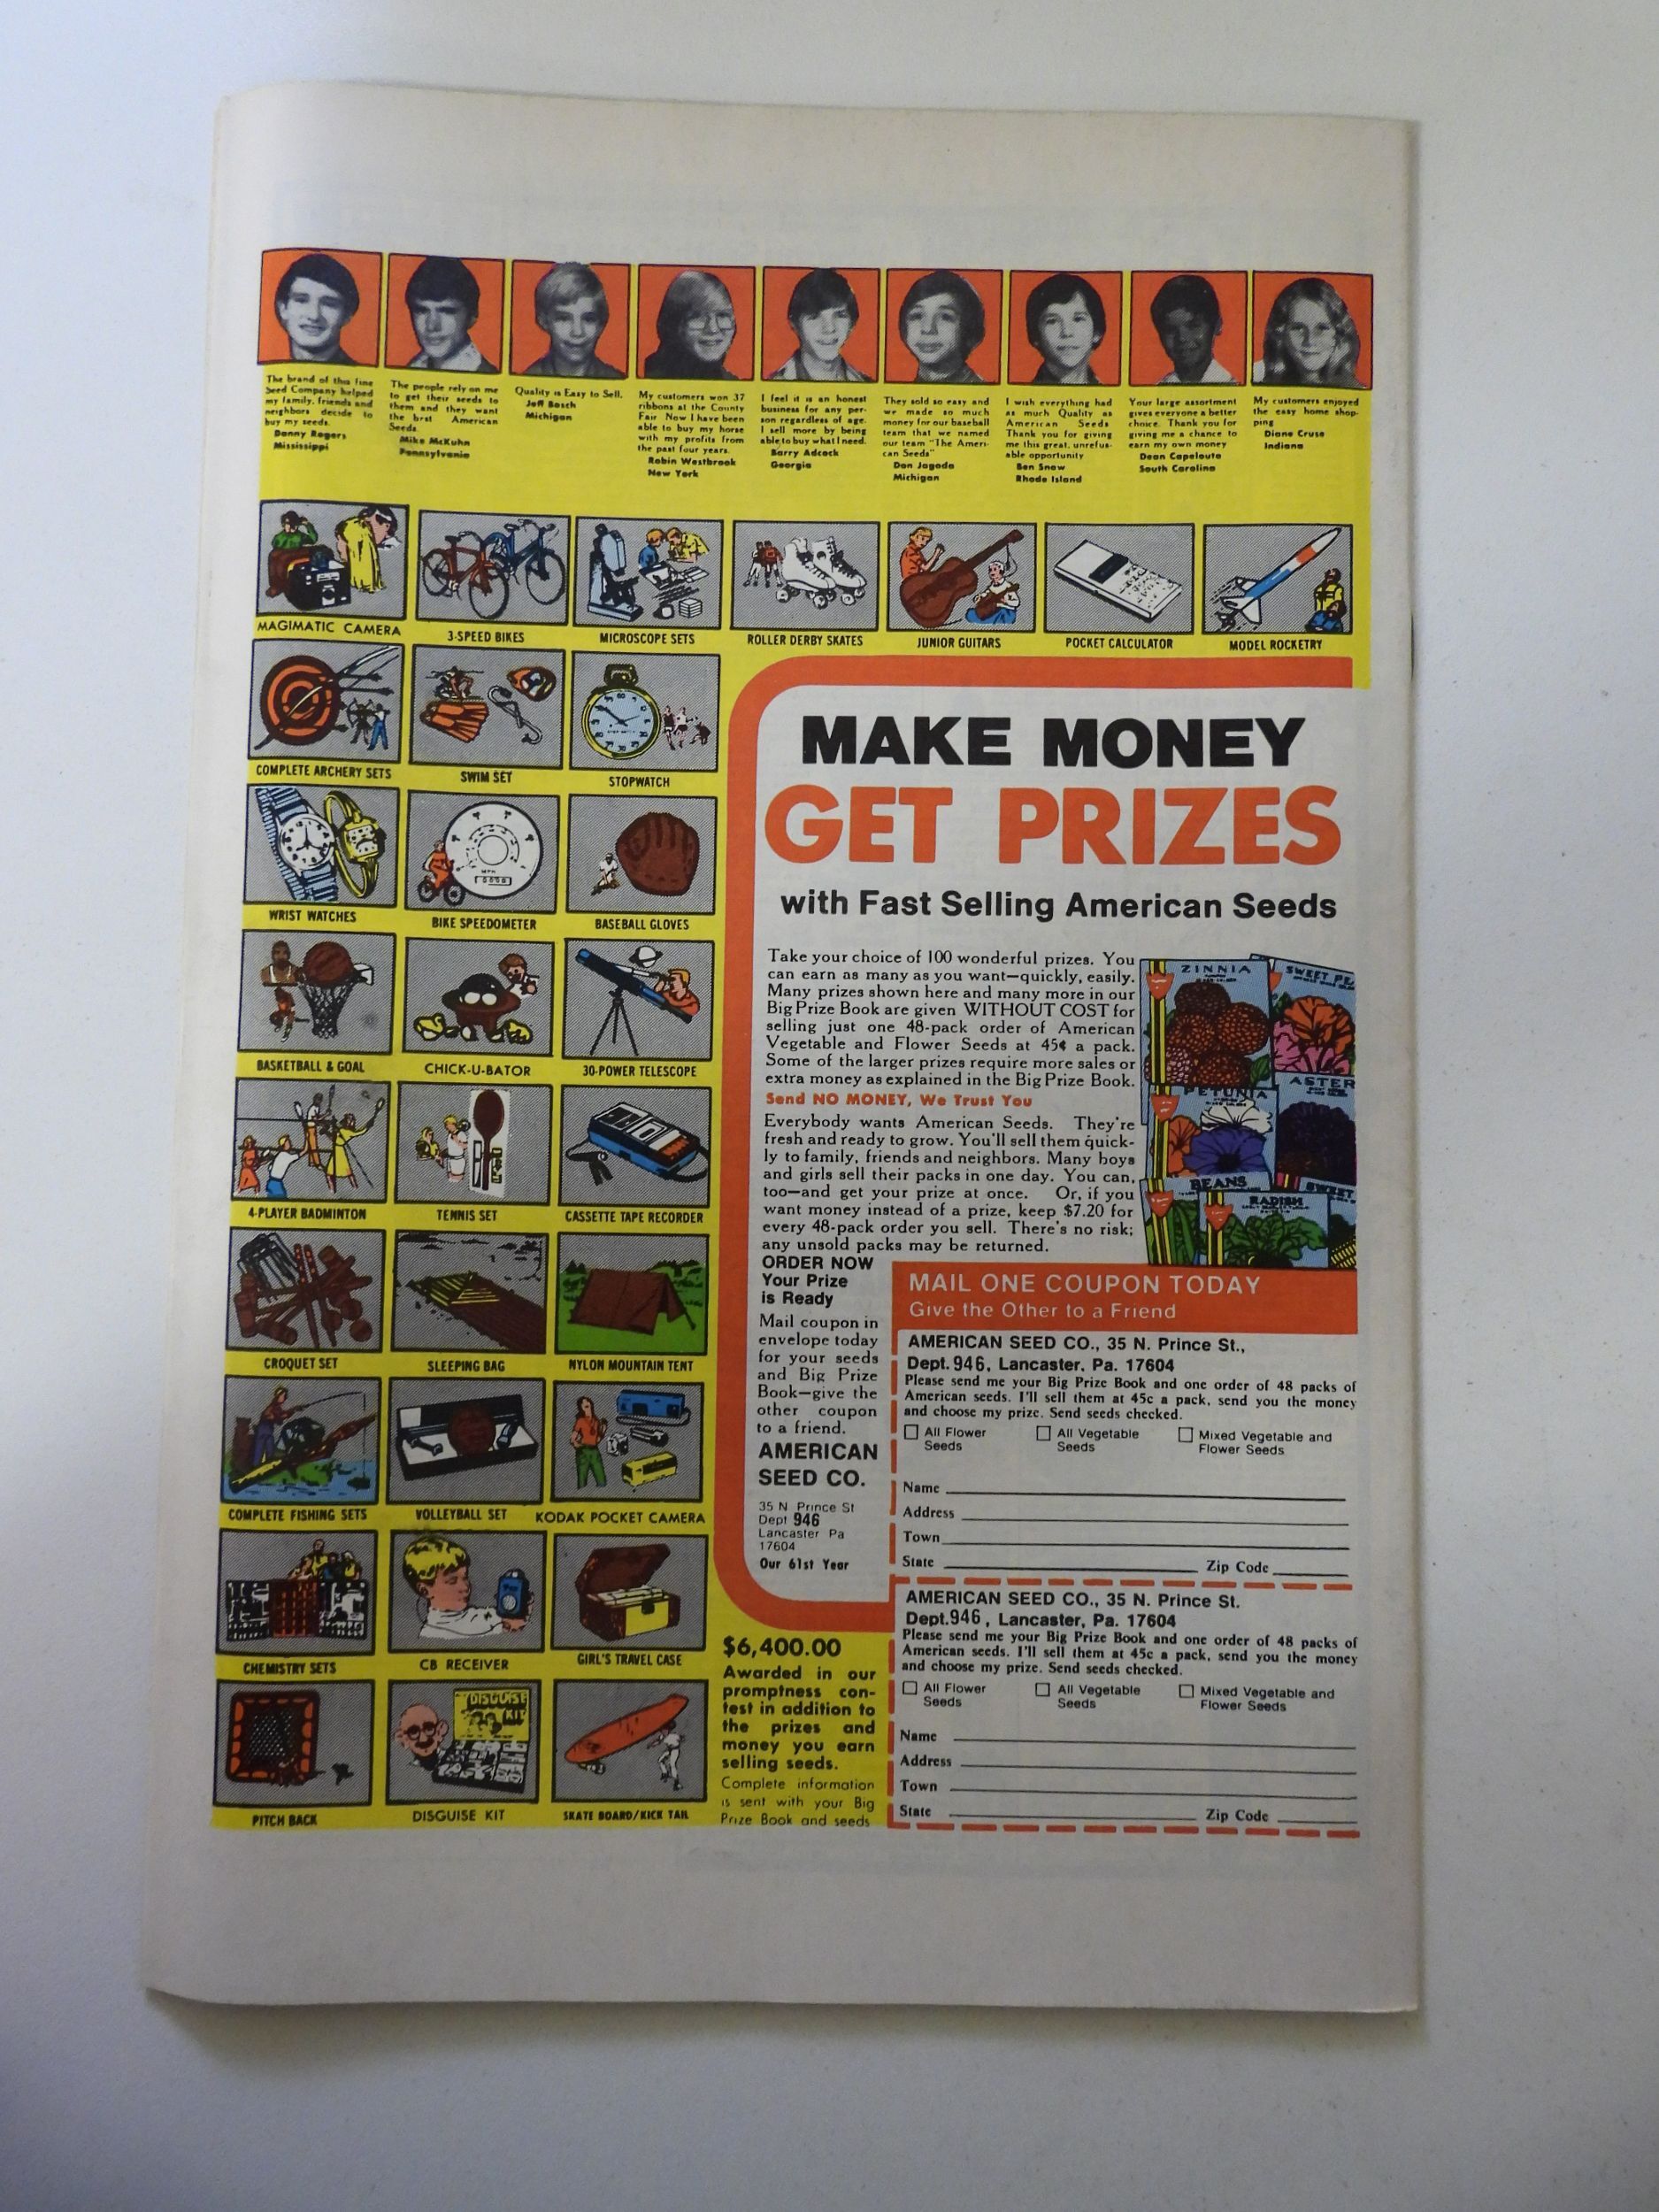 The brand of this fine
Seed Company helped
my family, friends and
neighbors decide to
buy my seeds.
Danny Rogers
Mississippi
The people rely on me
to get their seeds to
them and they want
the best American
Seeds.
Mike McKuhn
Pennsylvania
Quality is Easy to Sell.
Jeff Bosch
Michigan
My customers won 37
ribbons at the County
Fair Now I have been
able to buy my horse
with my profits from
the past four years.
Robin Westbrook
New York
I feel it is an honest
business for any per-
son regardless of age.
I sell more by being
able to buy what I need.
Barry Adcock
Georgia
They sold so easy and
we made so much
money for our baseball
team that we named
our team "The Ameri-
can Seeds"
Don Jagoda
Michigan
I wish everything had
as much Quality as
American Seeds
Thank you for giving
me this great, unrefus-
able opportunity
Ben Snow
Rhode Island
Your large assortment
gives everyone a better
choice. Thank you for
giving me a chance to
earn my own money
Dean Capelouto
South Carolina
My customers enjoyed
the easy home shop-
ping
Diane Cruse
Indiana
MAGIMATIC CAMERA
3-SPEED BIKES
MICROSCOPE SETS
ROLLER DERBY SKATES
JUNIOR GUITARS
POCKET CALCULATOR
MODEL ROCKETRY
COMPLETE ARCHERY SETS
SWIM SET
STOPWATCH
WRIST WATCHES
MPH
BIKE SPEEDOMETER
BASEBALL GLOVES
BASKETBALL & GOAL
CHICK-U-BATOR
30-POWER TELESCOPE
4-PLAYER BADMINTON
TENNIS SET
CASSETTE TAPE RECORDER
CROQUET SET
SLEEPING BAG
NYLON MOUNTAIN TENT
COMPLETE FISHING SETS
VOLLEYBALL SET
KODAK POCKET CAMERA
CHEMISTRY SETS
CB RECEIVER
GIRL'S TRAVEL CASE
PITCH BACK
DISGUISE
KIT
DISGUISE KIT
SKATE BOARD/KICK TAIL
MAKE MONEY
GET PRIZES
with Fast Selling American Seeds
Take your choice of 100 wonderful prizes. You
can earn as many as you want—quickly, easily.
Many prizes shown here and many more in our
Big Prize Book are given WITHOUT COST for
selling just one 48-pack order of American
Vegetable and Flower Seeds at 45¢ a pack.
Some of the larger prizes require more sales or
extra money as explained in the Big Prize Book.
Send NO MONEY, We Trust You
Everybody wants American Seeds. They're
fresh and ready to grow. You'll sell them quick-
ly to family, friends and neighbors. Many boys
and girls sell their packs in one day. You can,
too—and get your prize at once. Or, if you
want money instead of a prize, keep $7.20 for
every 48-pack order you sell. There's no risk;
any unsold packs may be returned.
ZINNIA
SWEET PE
PETUNIA
ASTER
BEANS
RADISH
SWEET
ORDER NOW
Your Prize
is Ready
Mail coupon in
envelope today
for your seeds
and Big Prize
Book—give the
other coupon
to a friend.
AMERICAN
SEED CO.
35 N Prince St
Dept 946
Lancaster Pa
17604
Our 61st Year
$6,400.00
Awarded in our
promptness con-
test in addition to
the prizes and
money you earn
selling seeds.
Complete information
is sent with your Big
Prize Book and seeds
MAIL ONE COUPON TODAY
Give the Other to a Friend
AMERICAN SEED CO., 35 N. Prince St.,
Dept. 946, Lancaster, Pa. 17604
Please send me your Big Prize Book and one order of 48 packs of
American seeds. I'll sell them at 45c a pack, send you the money
and choose my prize. Send seeds checked.
All Flower Seeds
All Vegetable Seeds
Mixed Vegetable and Flower Seeds
Name
Address
Town
State Zip Code
AMERICAN SEED CO., 35 N. Prince St.
Dept. 946, Lancaster, Pa. 17604
Please send me your Big Prize Book and one order of 48 packs of
American seeds. I'll sell them at 45c a pack, send you the money
and choose my prize. Send seeds checked.
All Flower Seeds
All Vegetable Seeds
Mixed Vegetable and Flower Seeds
Name
Address
Town
State Zip Code